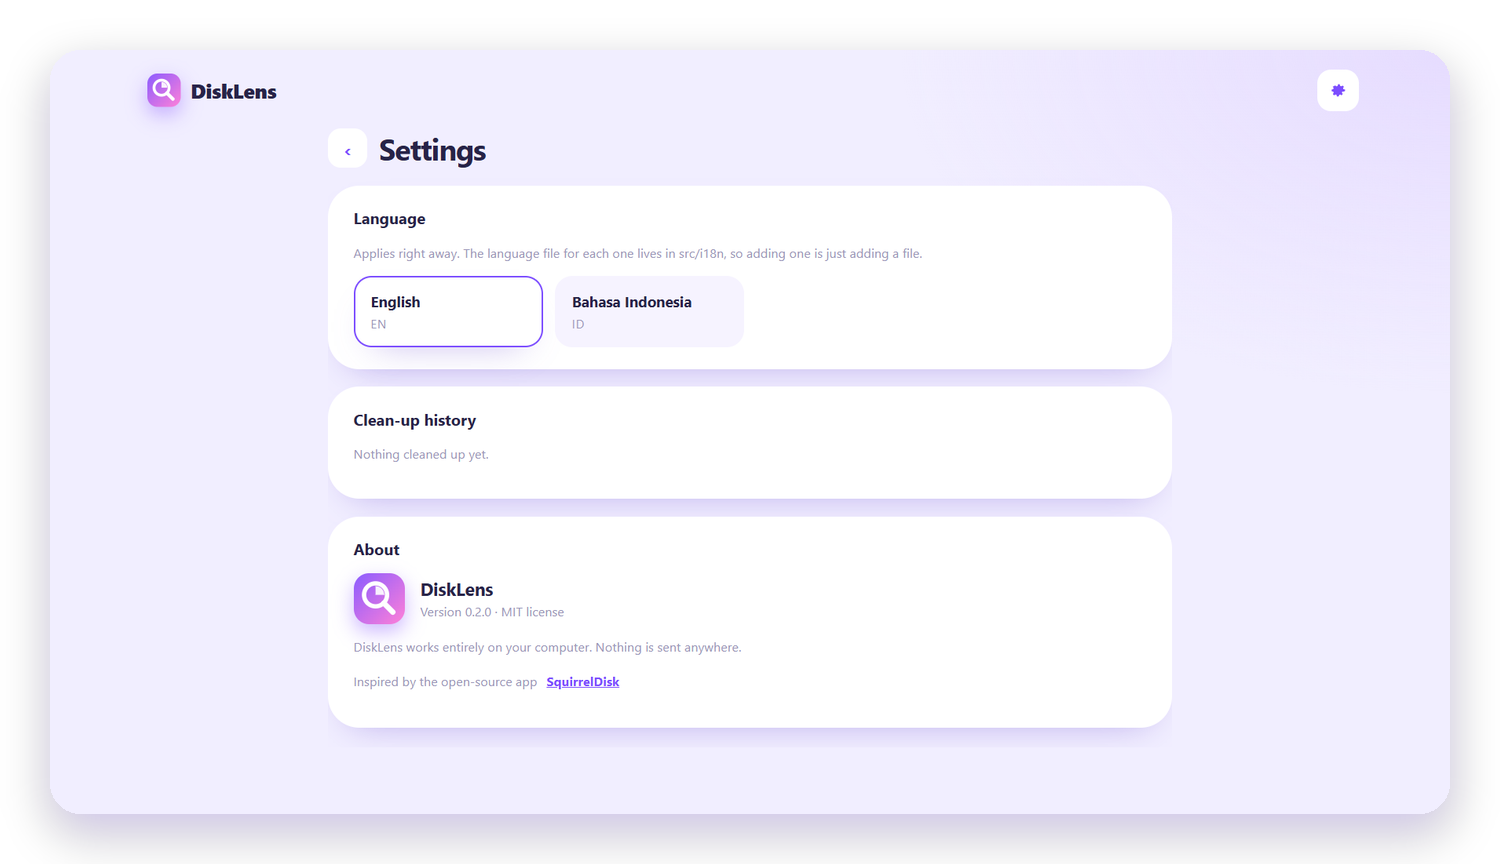 DiskLens
‹ Settings
Language
Applies right away. The language file for each one lives in src/i18n, so adding one is just adding a file.
English
EN
Bahasa Indonesia
ID
Clean-up history
Nothing cleaned up yet.
About
DiskLens
Version 0.2.0 · MIT license
DiskLens works entirely on your computer. Nothing is sent anywhere.
Inspired by the open-source app SquirrelDisk